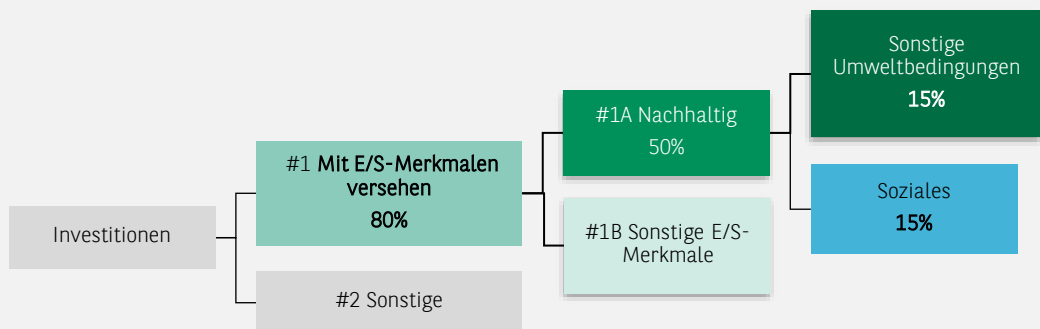 Investitionen
#1 Mit E/S-Merkmalen
versehen
80%
#2 Sonstige
#1A Nachhaltig
50%
#1B Sonstige E/S-
Merkmale
Sonstige
Umweltbedingungen
15%
Soziales
15%